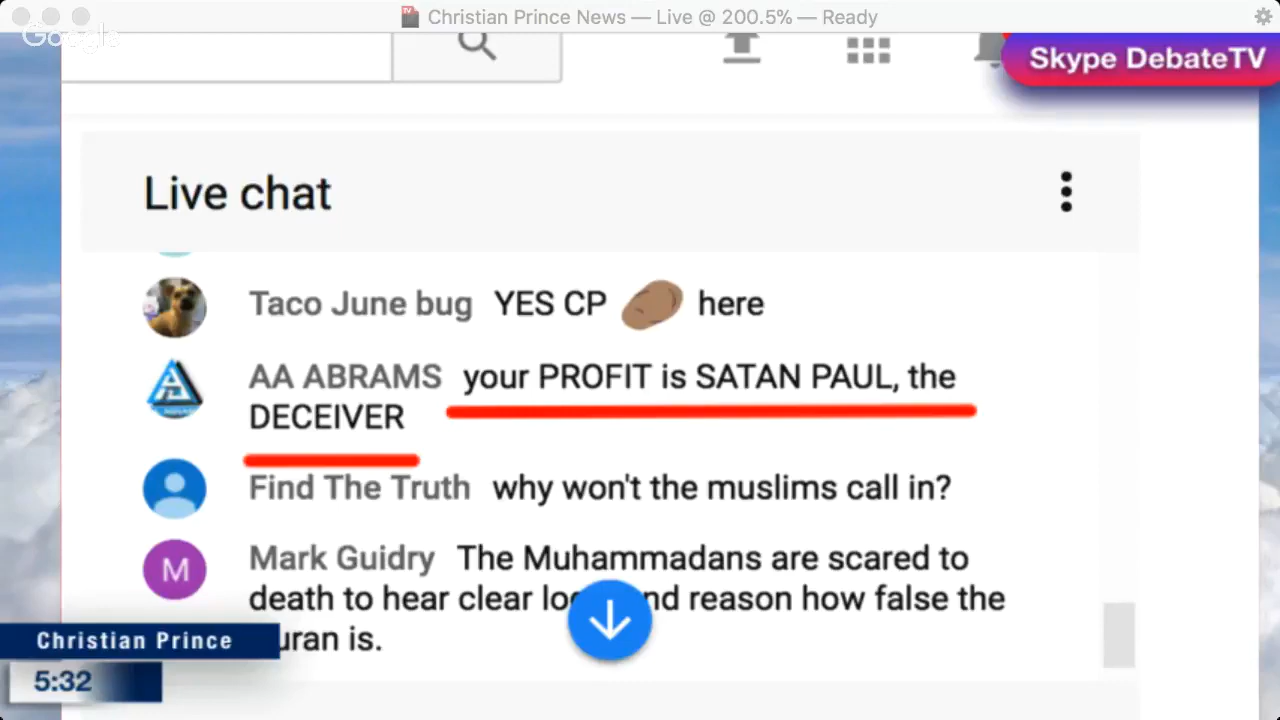 Christian Prince News — Live @ 200.5% — Ready
Google
Skype DebateTV
Live chat
Taco June bug YES CP here
AA ABRAMS your PROFIT is SATAN PAUL, the
DECEIVER
Find The Truth why won't the muslims call in?
M
Mark Guidry The Muhammadans are scared to
death to hear clear nd reason how false the
uran is.
Christian Prince
5:32